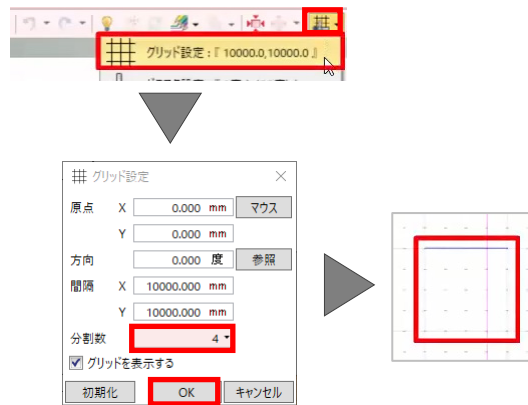 グリッド設定:『 10000.0,10000.0 』
グリッド設定
原点 X 0.000 mm マウス
Y 0.000 mm
方向 0.000 度 参照
間隔 X 10000.000 mm
Y 10000.000 mm
分割数 4
グリッドを表示する
初期化 OK キャンセル